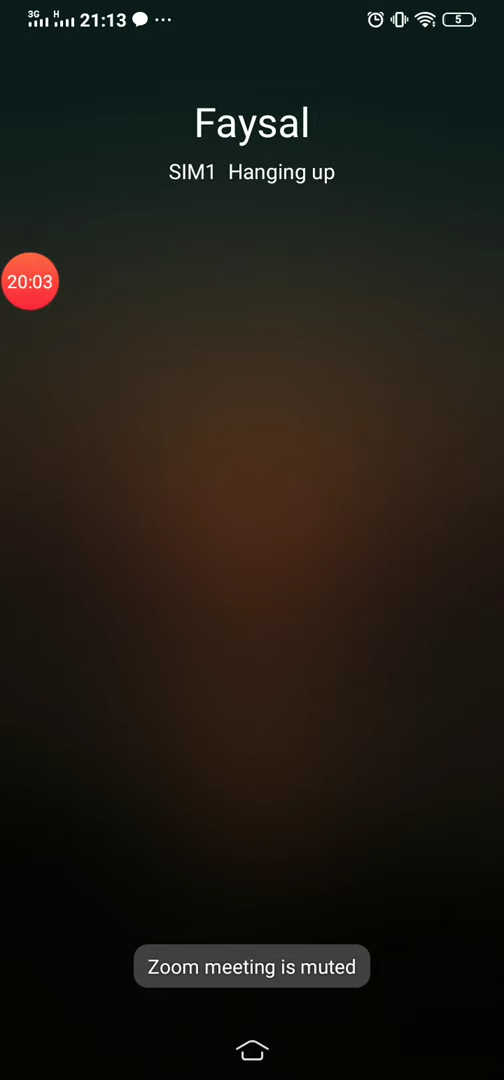 3G H 21:13 ... 5
Faysal
SIM1 Hanging up
20:03
Zoom meeting is muted